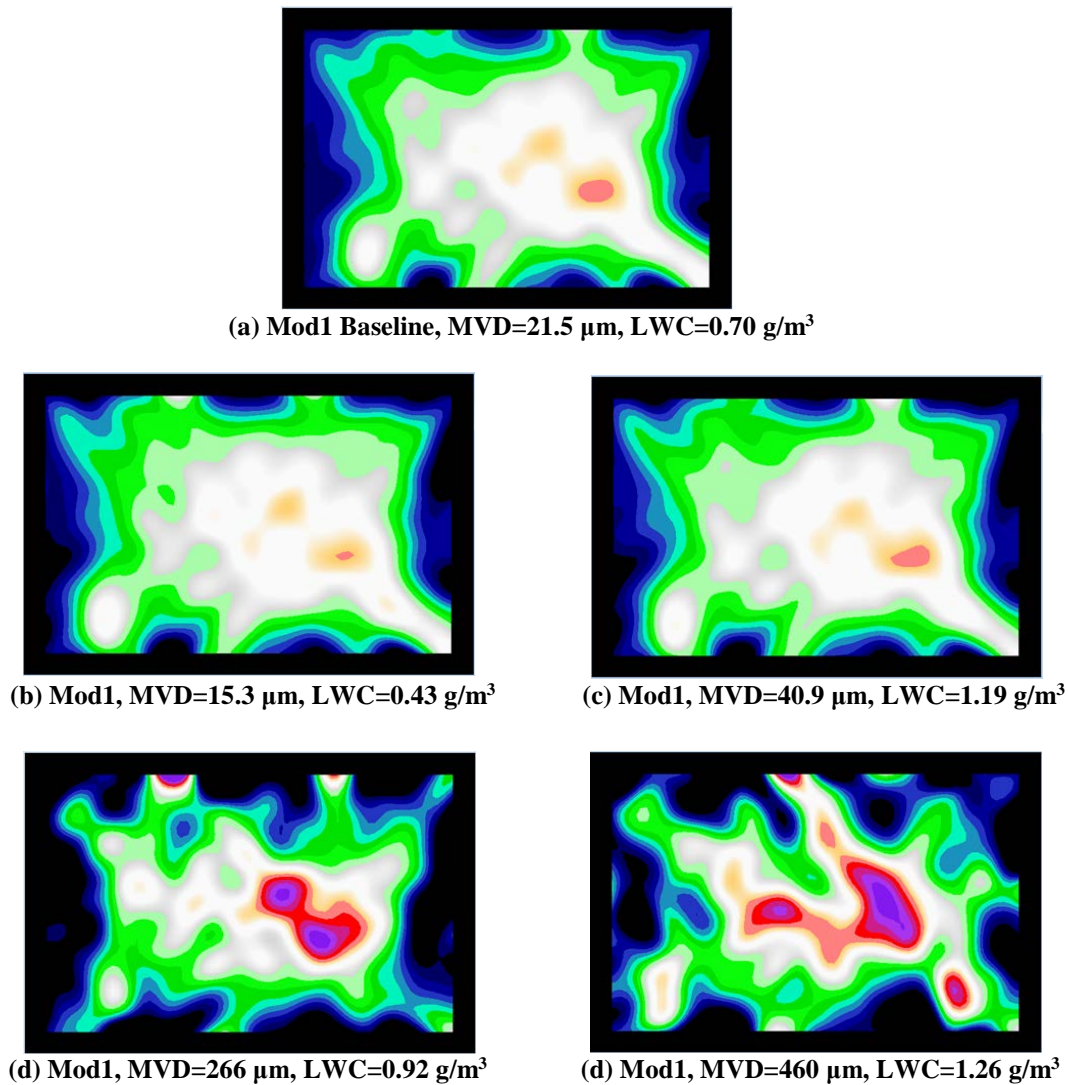 (a) Mod1 Baseline, MVD=21.5 µm, LWC=0.70 g/m³
(b) Mod1, MVD=15.3 µm, LWC=0.43 g/m³
(c) Mod1, MVD=40.9 µm, LWC=1.19 g/m³
(d) Mod1, MVD=266 µm, LWC=0.92 g/m³
(d) Mod1, MVD=460 µm, LWC=1.26 g/m³